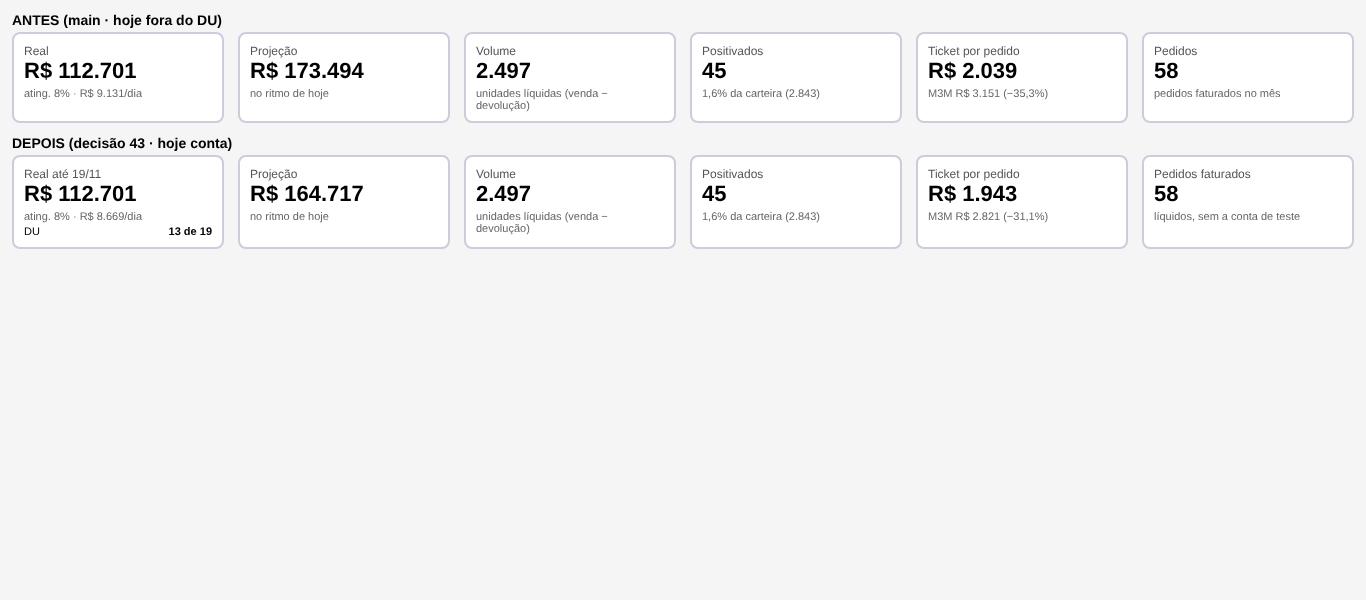 ANTES (main · hoje fora do DU)
Real
R$ 112.701
ating. 8% · R$ 9.131/dia
Projeção
R$ 173.494
no ritmo de hoje
Volume
2.497
unidades líquidas (venda −
devolução)
Positivados
45
1,6% da carteira (2.843)
Ticket por pedido
R$ 2.039
M3M R$ 3.151 (−35,3%)
Pedidos
58
pedidos faturados no mês
DEPOIS (decisão 43 · hoje conta)
Real até 19/11
R$ 112.701
ating. 8% · R$ 8.669/dia
DU 13 de 19
Projeção
R$ 164.717
no ritmo de hoje
Volume
2.497
unidades líquidas (venda −
devolução)
Positivados
45
1,6% da carteira (2.843)
Ticket por pedido
R$ 1.943
M3M R$ 2.821 (−31,1%)
Pedidos faturados
58
líquidos, sem a conta de teste